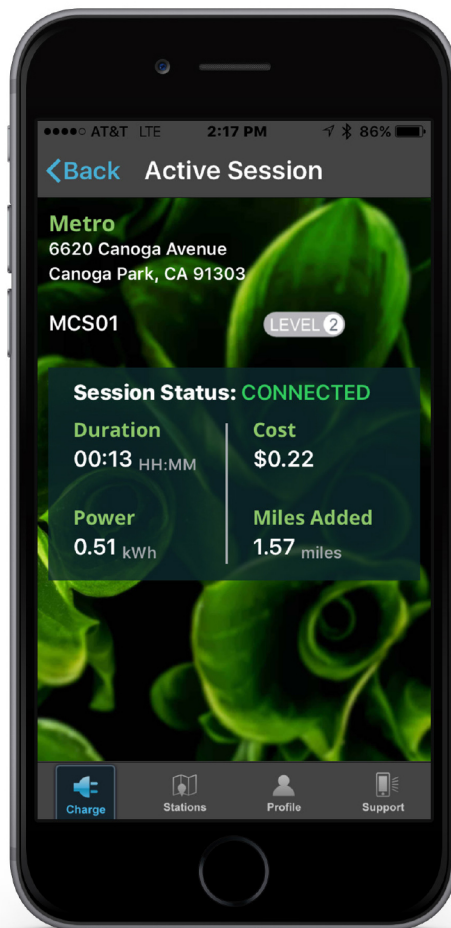 AT&T LTE 2:17 PM 86%
Back Active Session
Metro
6620 Canoga Avenue
Canoga Park, CA 91303
MCS01 LEVEL 2
Session Status: CONNECTED
Duration Cost
00:13 HH:MM $0.22
Power Miles Added
0.51 kWh 1.57 miles
Charge Stations Profile Support